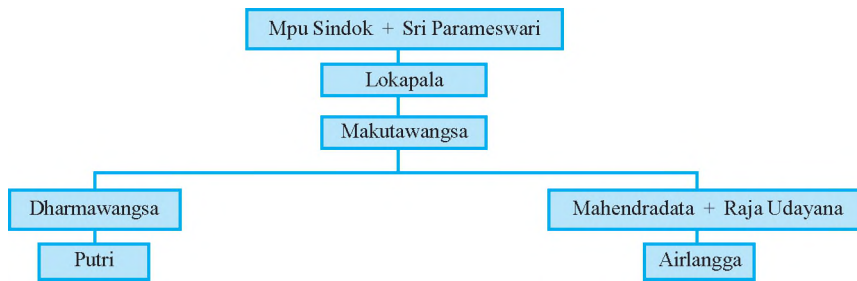 Mpu Sindok + Sri Parameswari
Lokapala
Makutawangsa
Dharmawangsa
Mahendradata + Raja Udayana
Putri
Airlangga